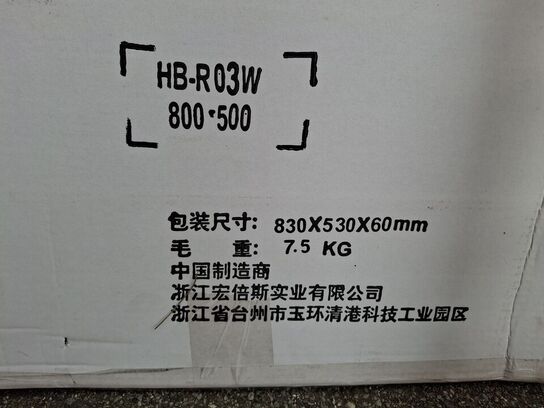 HB-R03W
800*500
包装尺寸: 830X530X60mm
毛 重: 7.5 KG
中国制造商
浙江宏倍斯实业有限公司
浙江省台州市玉环清港科技工业园区